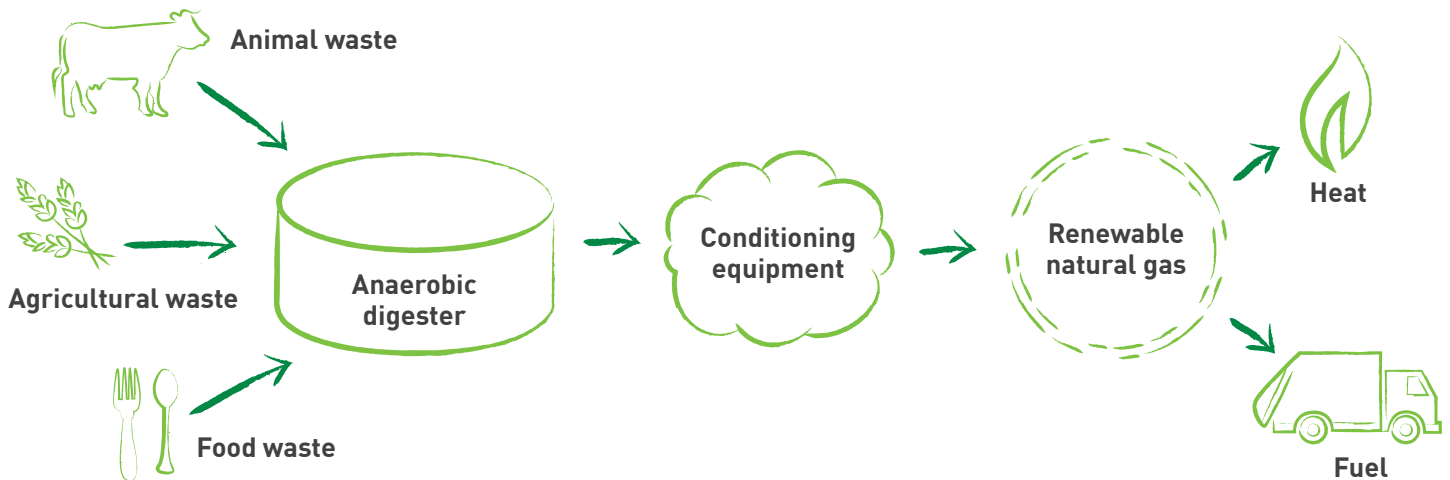 Animal waste
Agricultural waste
Food waste
Anaerobic
digester
Conditioning
equipment
Renewable
natural gas
Heat
Fuel